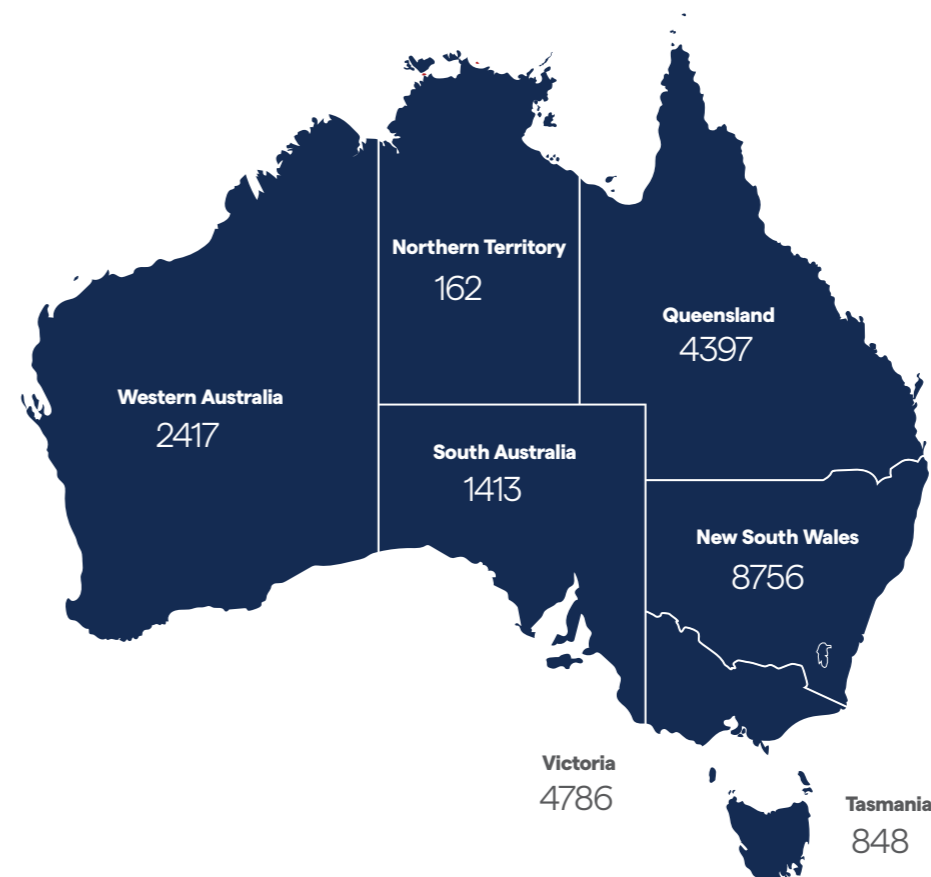 Northern Territory
162
Queensland
4397
Western Australia
2417
South Australia
1413
New South Wales
8756
Victoria
4786
Tasmania
848